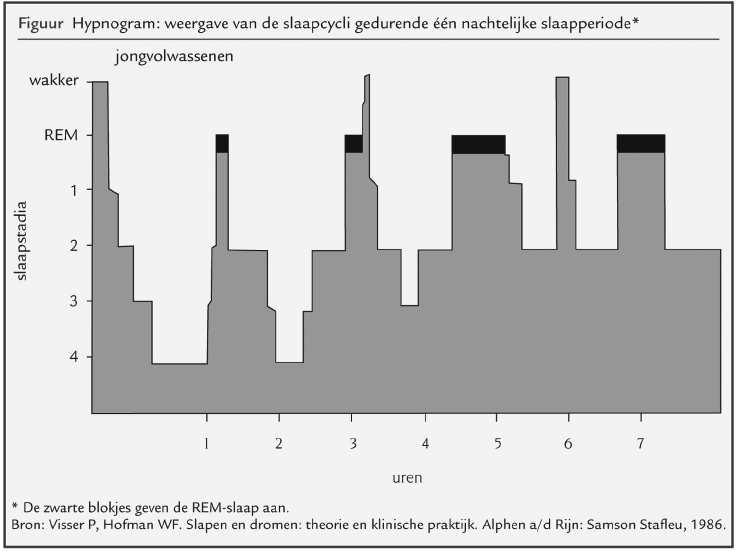 Figuur Hypnogram: weergave van de slaapcycli gedurende één nachtelijke slaapperiode*
jongvolwassenen
wakker
REM
1
2
3
4
slaapstadia
1 2 3 4 5 6 7
uren
* De zwarte blokjes geven de REM-slaap aan.
Bron: Visser P, Hofman WF. Slapen en dromen: theorie en klinische praktijk. Alphen a/d Rijn: Samson Stafleu, 1986.